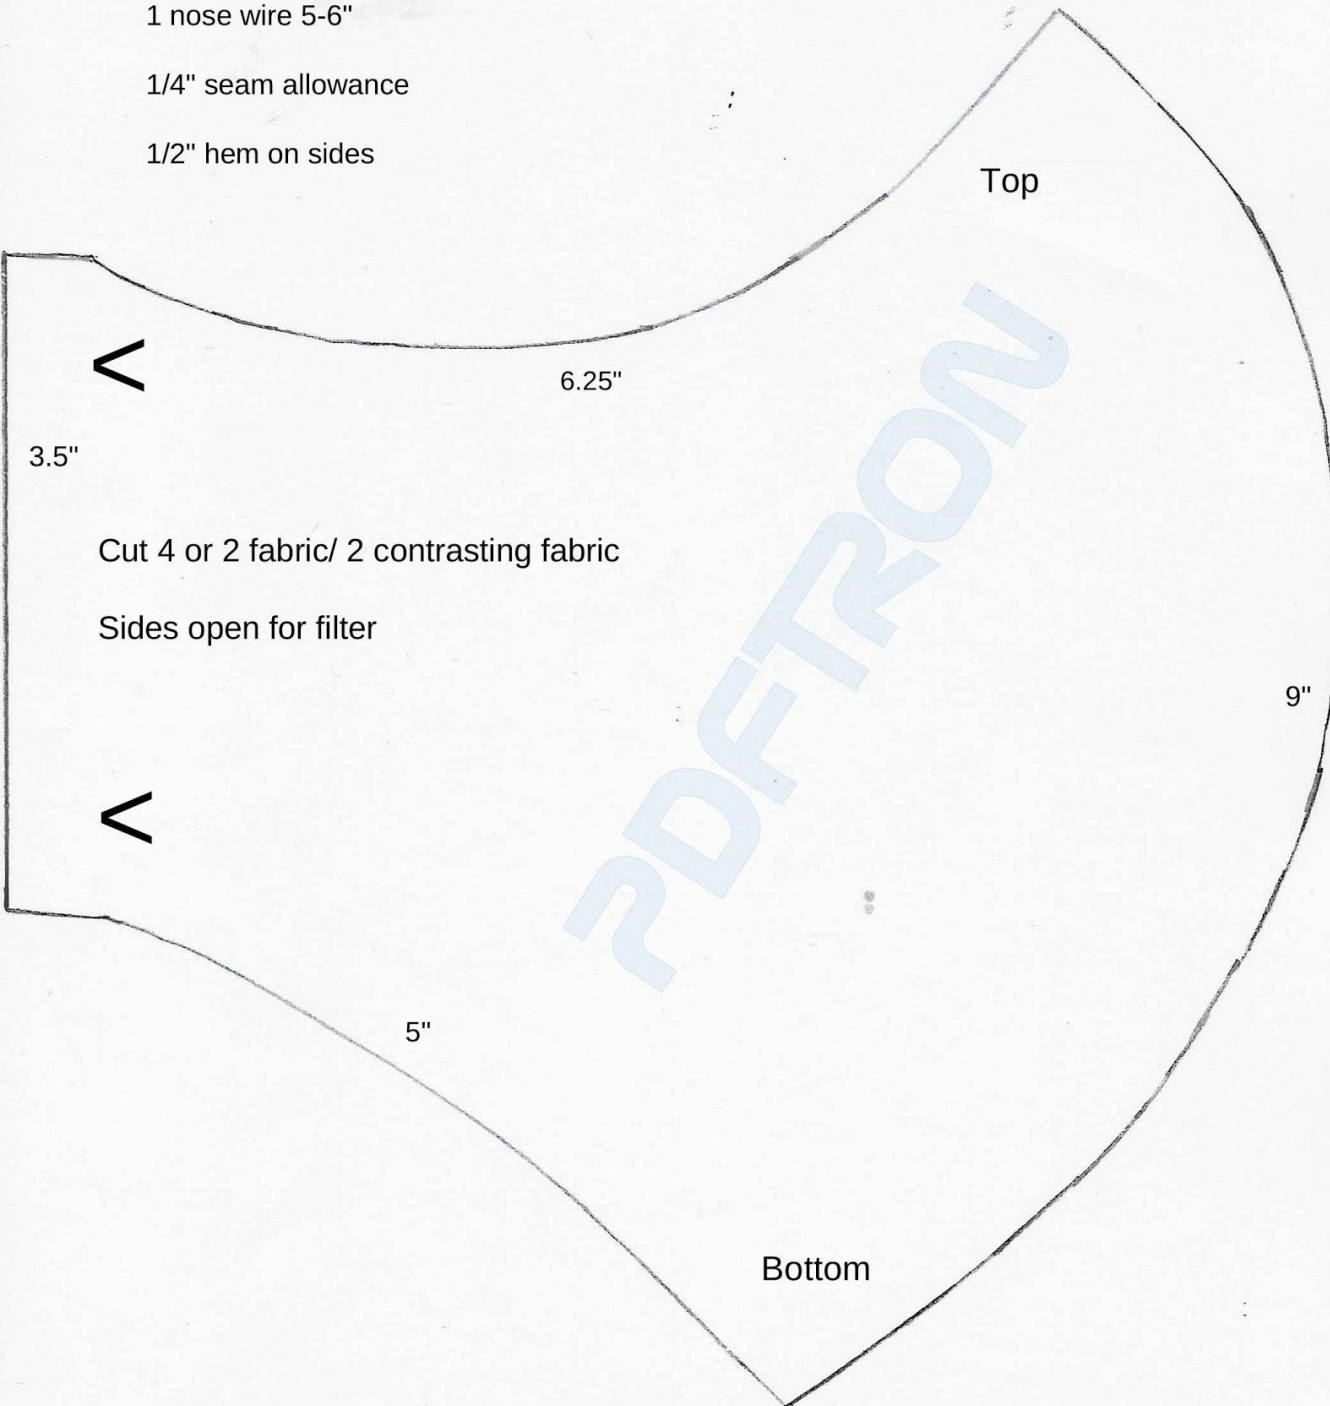 1 nose wire 5-6"
1/4" seam allowance
1/2" hem on sides
Top
<
6.25"
3.5"
Cut 4 or 2 fabric/ 2 contrasting fabric
Sides open for filter
9"
<
5"
Bottom
PDFTRON